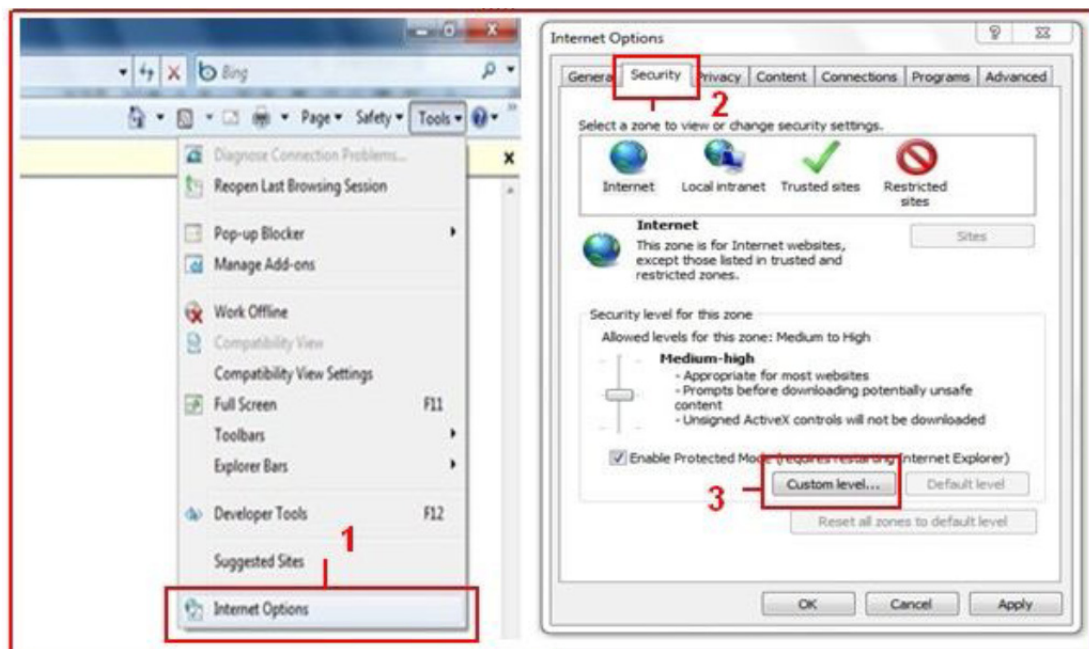 Bing
Page Safety Tools
Diagnose Connection Problems...
Reopen Last Browsing Session
Pop-up Blocker
Manage Add-ons
Work Offline
Compatibility View
Compatibility View Settings
Full Screen F11
Toolbars
Explorer Bars
Developer Tools F12
1
Suggested Sites
Internet Options
Internet Options
General Security Privacy Content Connections Programs Advanced
2
Select a zone to view or change security settings.
Internet Local intranet Trusted sites Restricted
sites
Internet
Sites
This zone is for Internet websites,
except those listed in trusted and
restricted zones.
Security level for this zone
Allowed levels for this zone: Medium to High
Medium-high
- Appropriate for most websites
- Prompts before downloading potentially unsafe
content
- Unsigned ActiveX controls will not be downloaded
Enable Protected Mode (requires restarting Internet Explorer)
3
Custom level... Default level
Reset all zones to default level
OK Cancel Apply